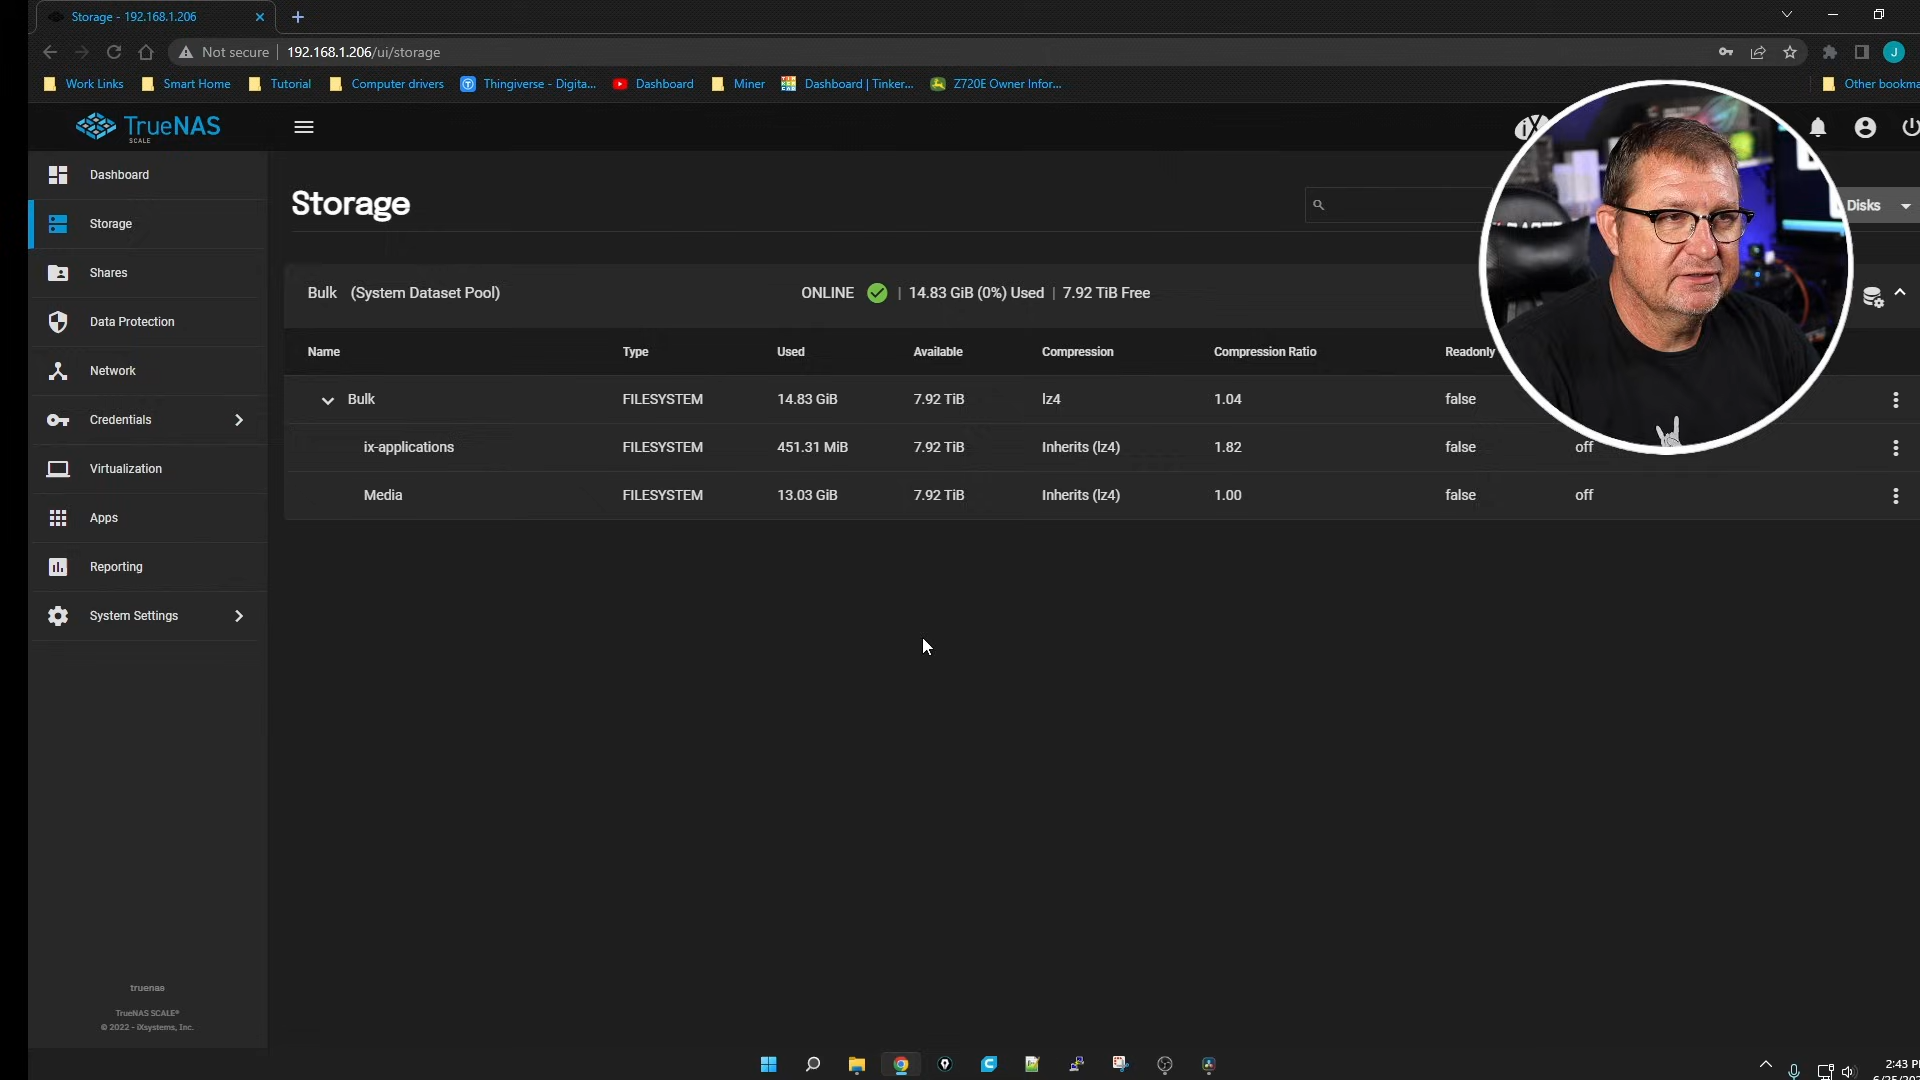 Storage - 192.168.1.206
Not secure 192.168.1.206/ui/storage
Work Links Smart Home Tutorial Computer drivers Thingiverse - Digita... Dashboard Miner Dashboard | Tinker... Z720E Owner Infor... Other bookma
TrueNAS
SCALE
Dashboard
Storage
Shares
Data Protection
Network
Credentials
Virtualization
Apps
Reporting
System Settings
truenas
TrueNAS SCALE®
© 2022 - iXsystems, Inc.
Storage
Disks
Bulk (System Dataset Pool) ONLINE | 14.83 GiB (0%) Used | 7.92 TiB Free
Name Type Used Available Compression Compression Ratio Readonly
Bulk FILESYSTEM 14.83 GiB 7.92 TiB lz4 1.04 false
ix-applications FILESYSTEM 451.31 MiB 7.92 TiB Inherits (lz4) 1.82 false off
Media FILESYSTEM 13.03 GiB 7.92 TiB Inherits (lz4) 1.00 false off
J
2:43 P